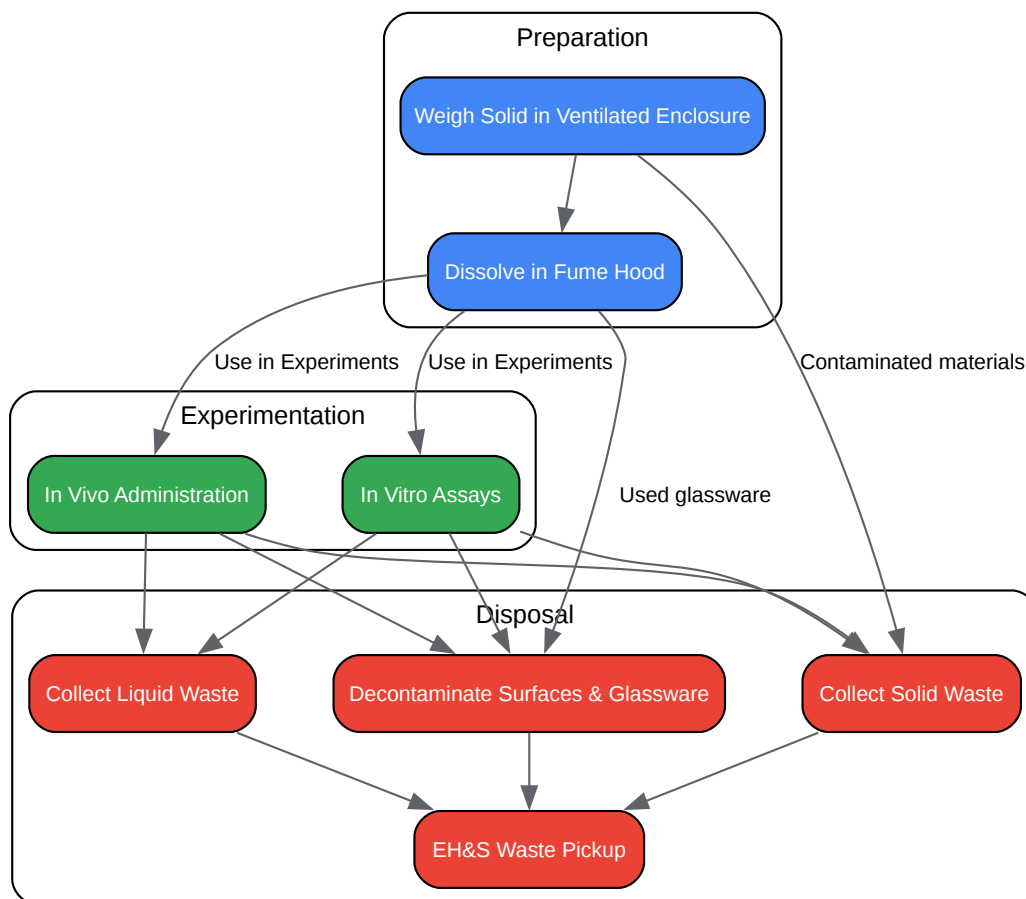 Preparation
Weigh Solid in Ventilated Enclosure
Dissolve in Fume Hood
Use in Experiments
Use in Experiments
Contaminated materials
Experimentation
In Vivo Administration
In Vitro Assays
Used glassware
Disposal
Collect Liquid Waste
Decontaminate Surfaces & Glassware
Collect Solid Waste
EH&S Waste Pickup